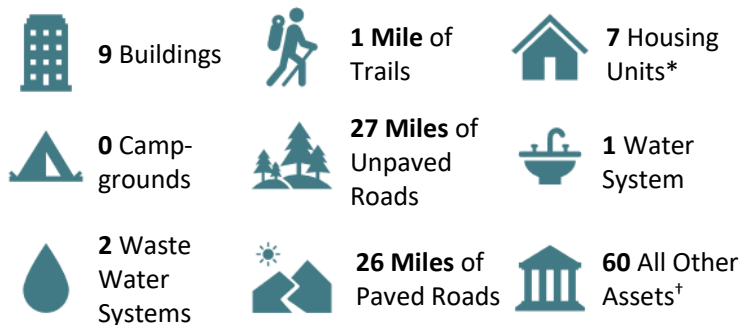 9 Buildings
1 Mile of
Trails
7 Housing
Units*
0 Camp-
grounds
27 Miles of
Unpaved
Roads
1 Water
System
2 Waste
Water
Systems
26 Miles of
Paved Roads
60 All Other
Assets†